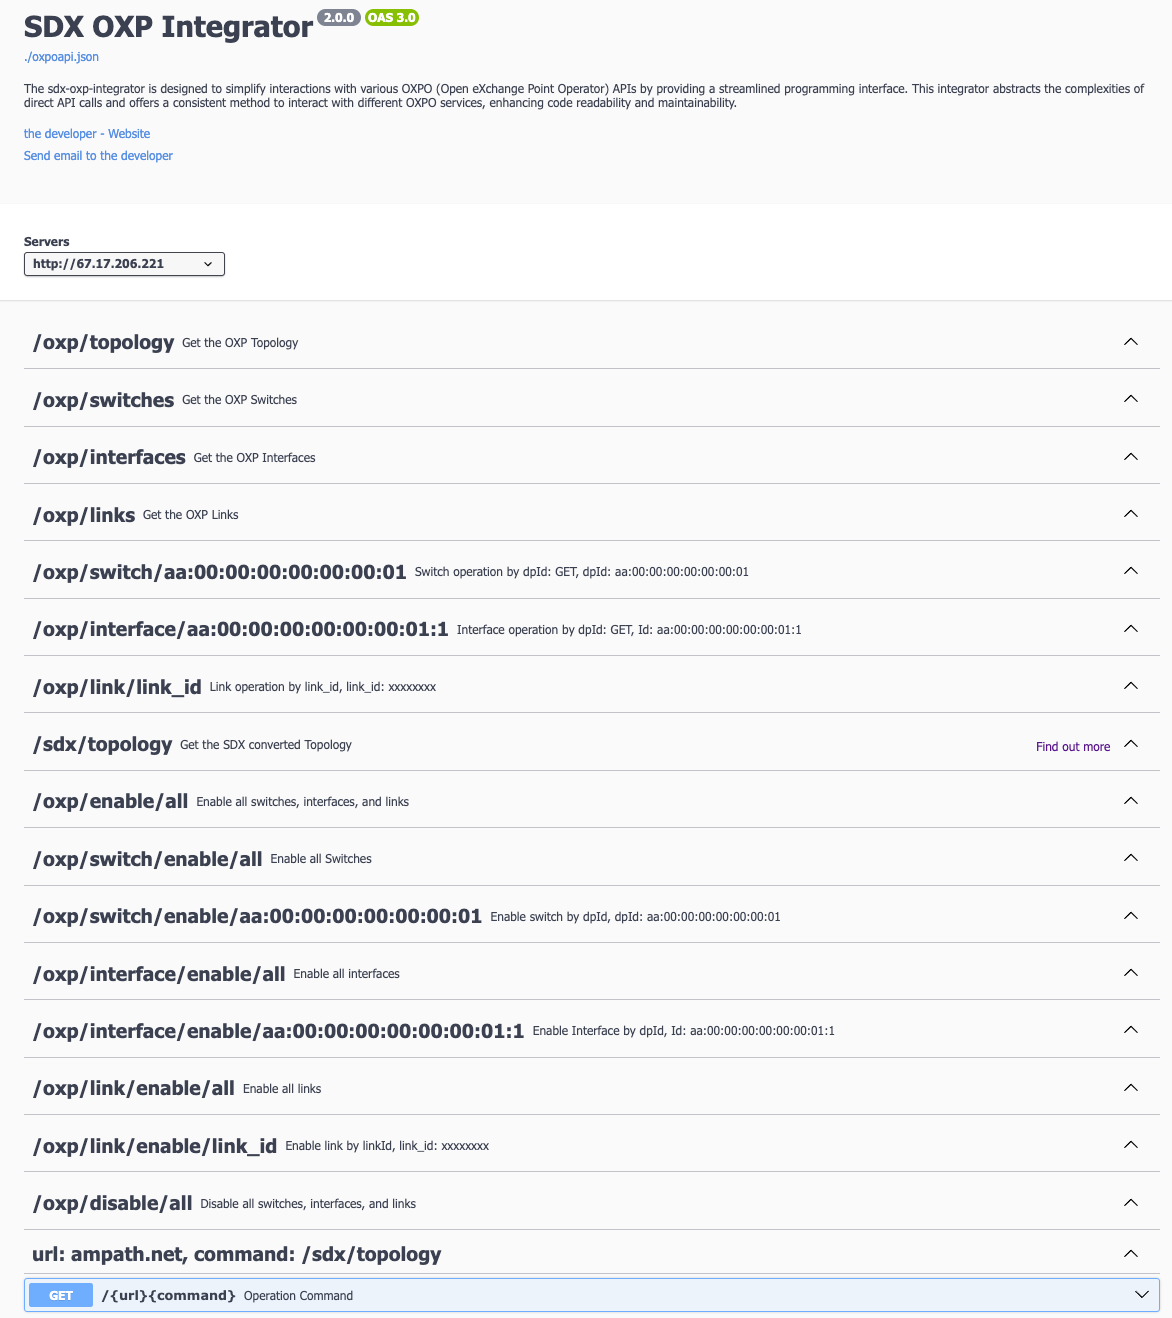 SDX OXP Integrator 2.0.0 OAS 3.0
./oxpoapi.json
The sdx-oxp-integrator is designed to simplify interactions with various OXPO (Open eXchange Point Operator) APIs by providing a streamlined programming interface. This integrator abstracts the complexities of
direct API calls and offers a consistent method to interact with different OXPO services, enhancing code readability and maintainability.
the developer - Website
Send email to the developer
Servers
http://67.17.206.221
/oxp/topology Get the OXP Topology
/oxp/switches Get the OXP Switches
/oxp/interfaces Get the OXP Interfaces
/oxp/links Get the OXP Links
/oxp/switch/aa:00:00:00:00:00:00:01 Switch operation by dpId: GET, dpId: aa:00:00:00:00:00:00:01
/oxp/interface/aa:00:00:00:00:00:00:01:1 Interface operation by dpId: GET, Id: aa:00:00:00:00:00:00:01:1
/oxp/link/link_id Link operation by link_id, link_id: xxxxxxxx
/sdx/topology Get the SDX converted Topology Find out more
/oxp/enable/all Enable all switches, interfaces, and links
/oxp/switch/enable/all Enable all Switches
/oxp/switch/enable/aa:00:00:00:00:00:00:01 Enable switch by dpId, dpId: aa:00:00:00:00:00:00:01
/oxp/interface/enable/all Enable all interfaces
/oxp/interface/enable/aa:00:00:00:00:00:00:01:1 Enable Interface by dpId, Id: aa:00:00:00:00:00:00:01:1
/oxp/link/enable/all Enable all links
/oxp/link/enable/link_id Enable link by linkId, link_id: xxxxxxxx
/oxp/disable/all Disable all switches, interfaces, and links
url: ampath.net, command: /sdx/topology
GET /{url}{command} Operation Command